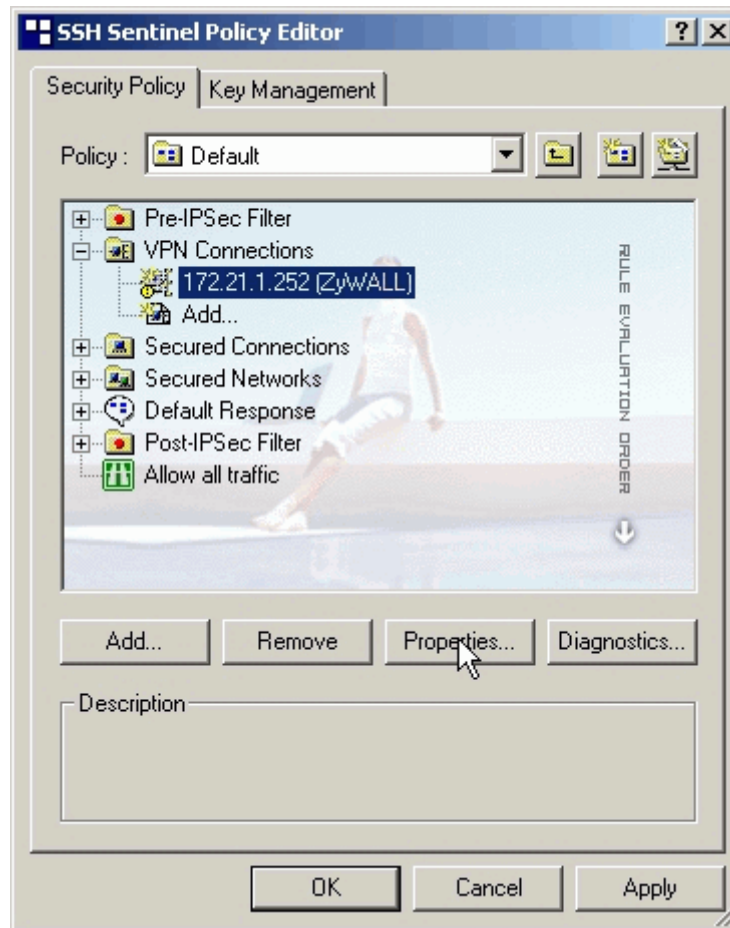 SSH Sentinel Policy Editor
Security Policy
Key Management
Policy :
Default
Pre-IPSec Filter
VPN Connections
172.21.1.252 (ZyWALL)
Add...
Secured Connections
Secured Networks
Default Response
Post-IPSec Filter
Allow all traffic
RULE EVALUATION ORDER
Add...
Remove
Properties...
Diagnostics...
Description
OK
Cancel
Apply